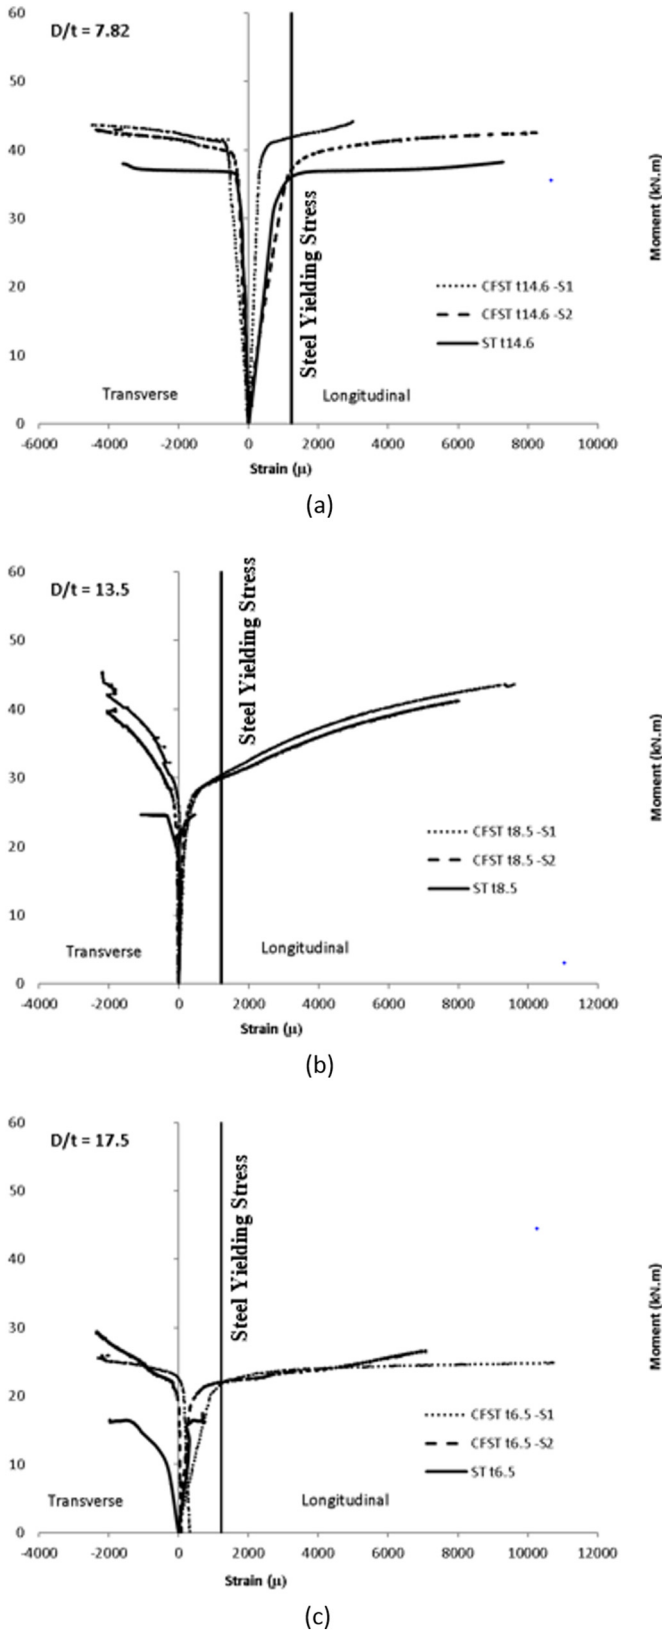 D/t = 7.82
60
50
40
30
20
10
0
-6000 -4000 -2000 0 2000 4000 6000 8000 10000
Steel Yielding Stress
Moment (kN.m)
CFST t14.6 -S1
CFST t14.6 -S2
ST t14.6
Transverse
Longitudinal
Strain (μ)
(a)
D/t = 13.5
60
50
40
30
20
10
0
-4000 -2000 0 2000 4000 6000 8000 10000 12000
Steel Yielding Stress
Moment (kN.m)
CFST t8.5 -S1
CFST t8.5 -S2
ST t8.5
Transverse
Longitudinal
Strain (μ)
(b)
D/t = 17.5
60
50
40
30
20
10
0
-4000 -2000 0 2000 4000 6000 8000 10000 12000
Steel Yielding Stress
Moment (kN.m)
CFST t6.5 -S1
CFST t6.5 -S2
ST t6.5
Transverse
Longitudinal
Strain (μ)
(c)